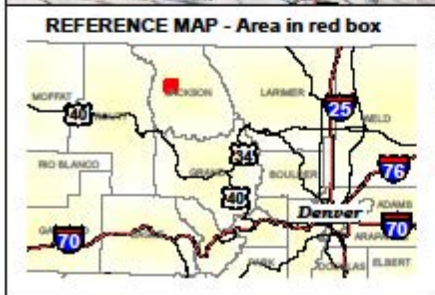 REFERENCE MAP - Area in red box
MOFFAT
JACKSON
LARIMER
40
25
WELD
RIO BLANCO
34
GRAND
BOULDER
76
40
Denver
ADAMS
70
70
PARK
DOUGLAS
ELBERT